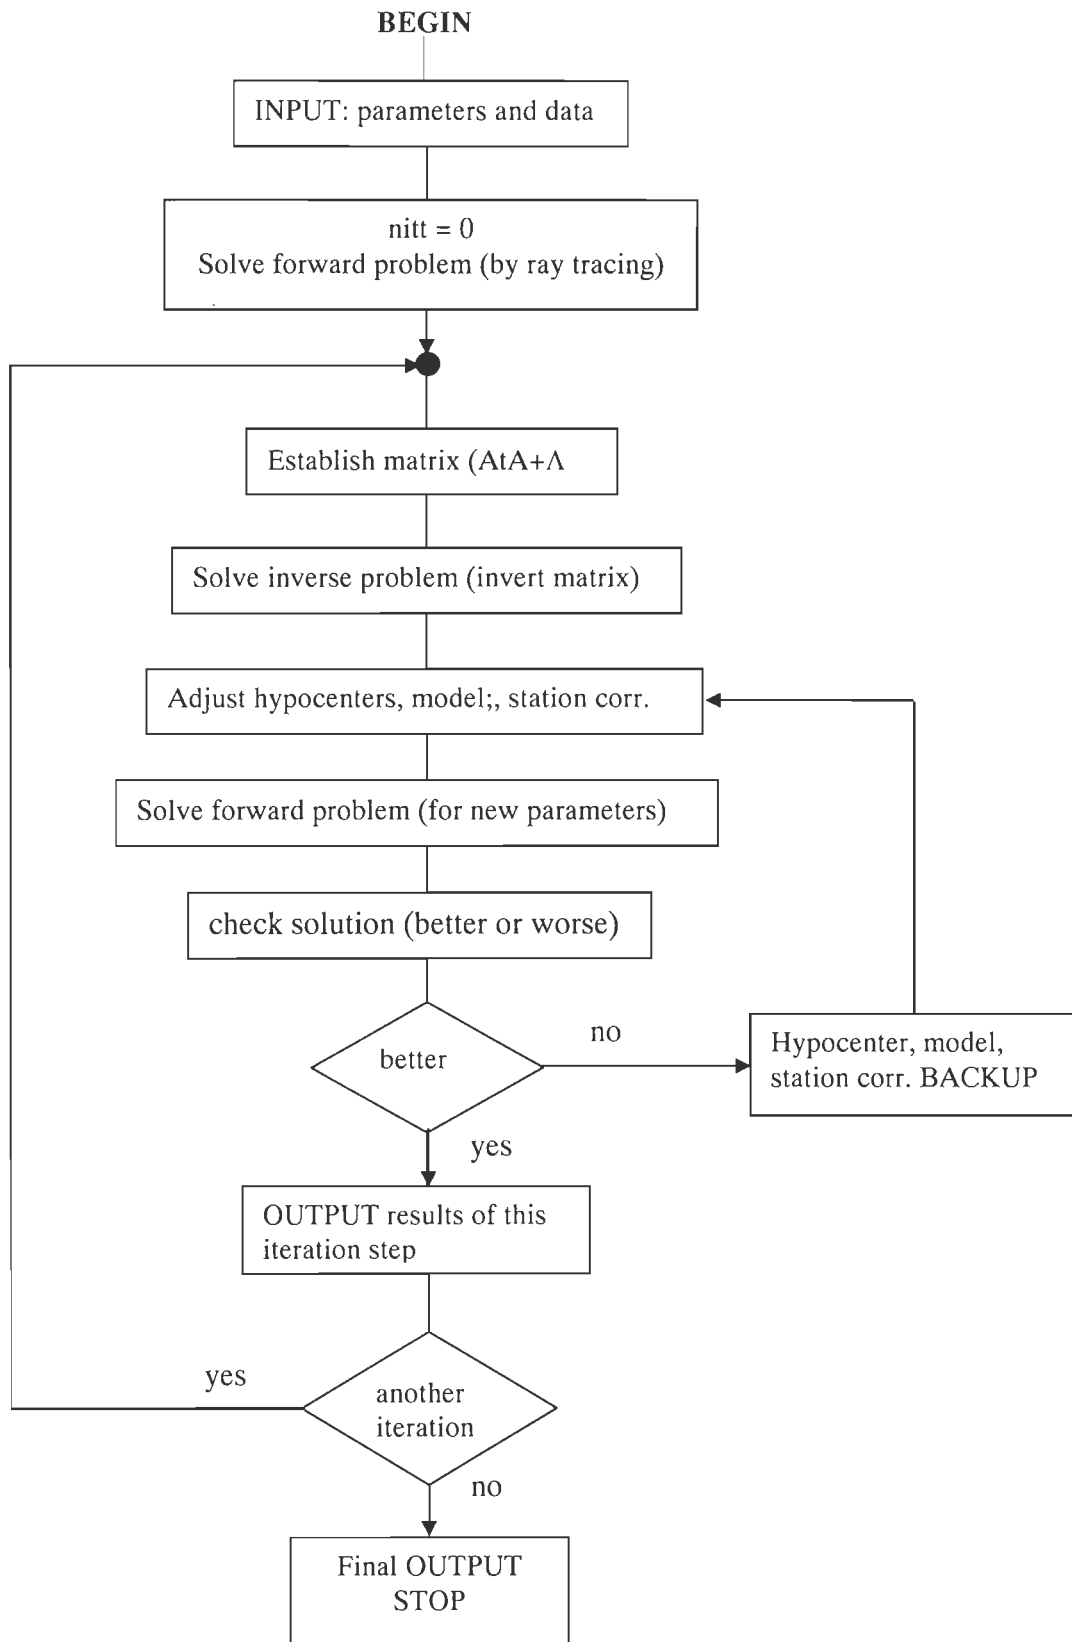 BEGIN
INPUT: parameters and data
nitt = 0
Solve forward problem (by ray tracing)
Establish matrix (AtA+Λ
Solve inverse problem (invert matrix)
Adjust hypocenters, model;, station corr.
Solve forward problem (for new parameters)
check solution (better or worse)
better
no
Hypocenter, model,
station corr. BACKUP
yes
OUTPUT results of this
iteration step
yes
another
iteration
no
Final OUTPUT
STOP